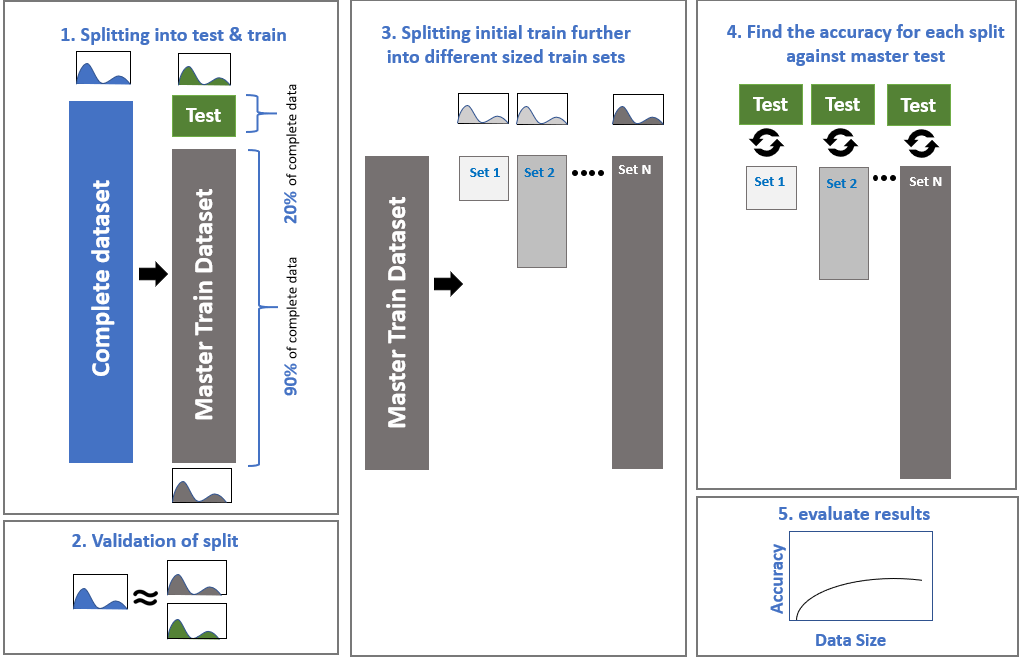 1. Splitting into test & train
Complete dataset
Test
Master Train Dataset
20% of complete data
90% of complete data
2. Validation of split
3. Splitting initial train further
into different sized train sets
Master Train Dataset
Set 1
Set 2
Set N
4. Find the accuracy for each split
against master test
Test
Test
Test
Set 1
Set 2
Set N
5. evaluate results
Accuracy
Data Size